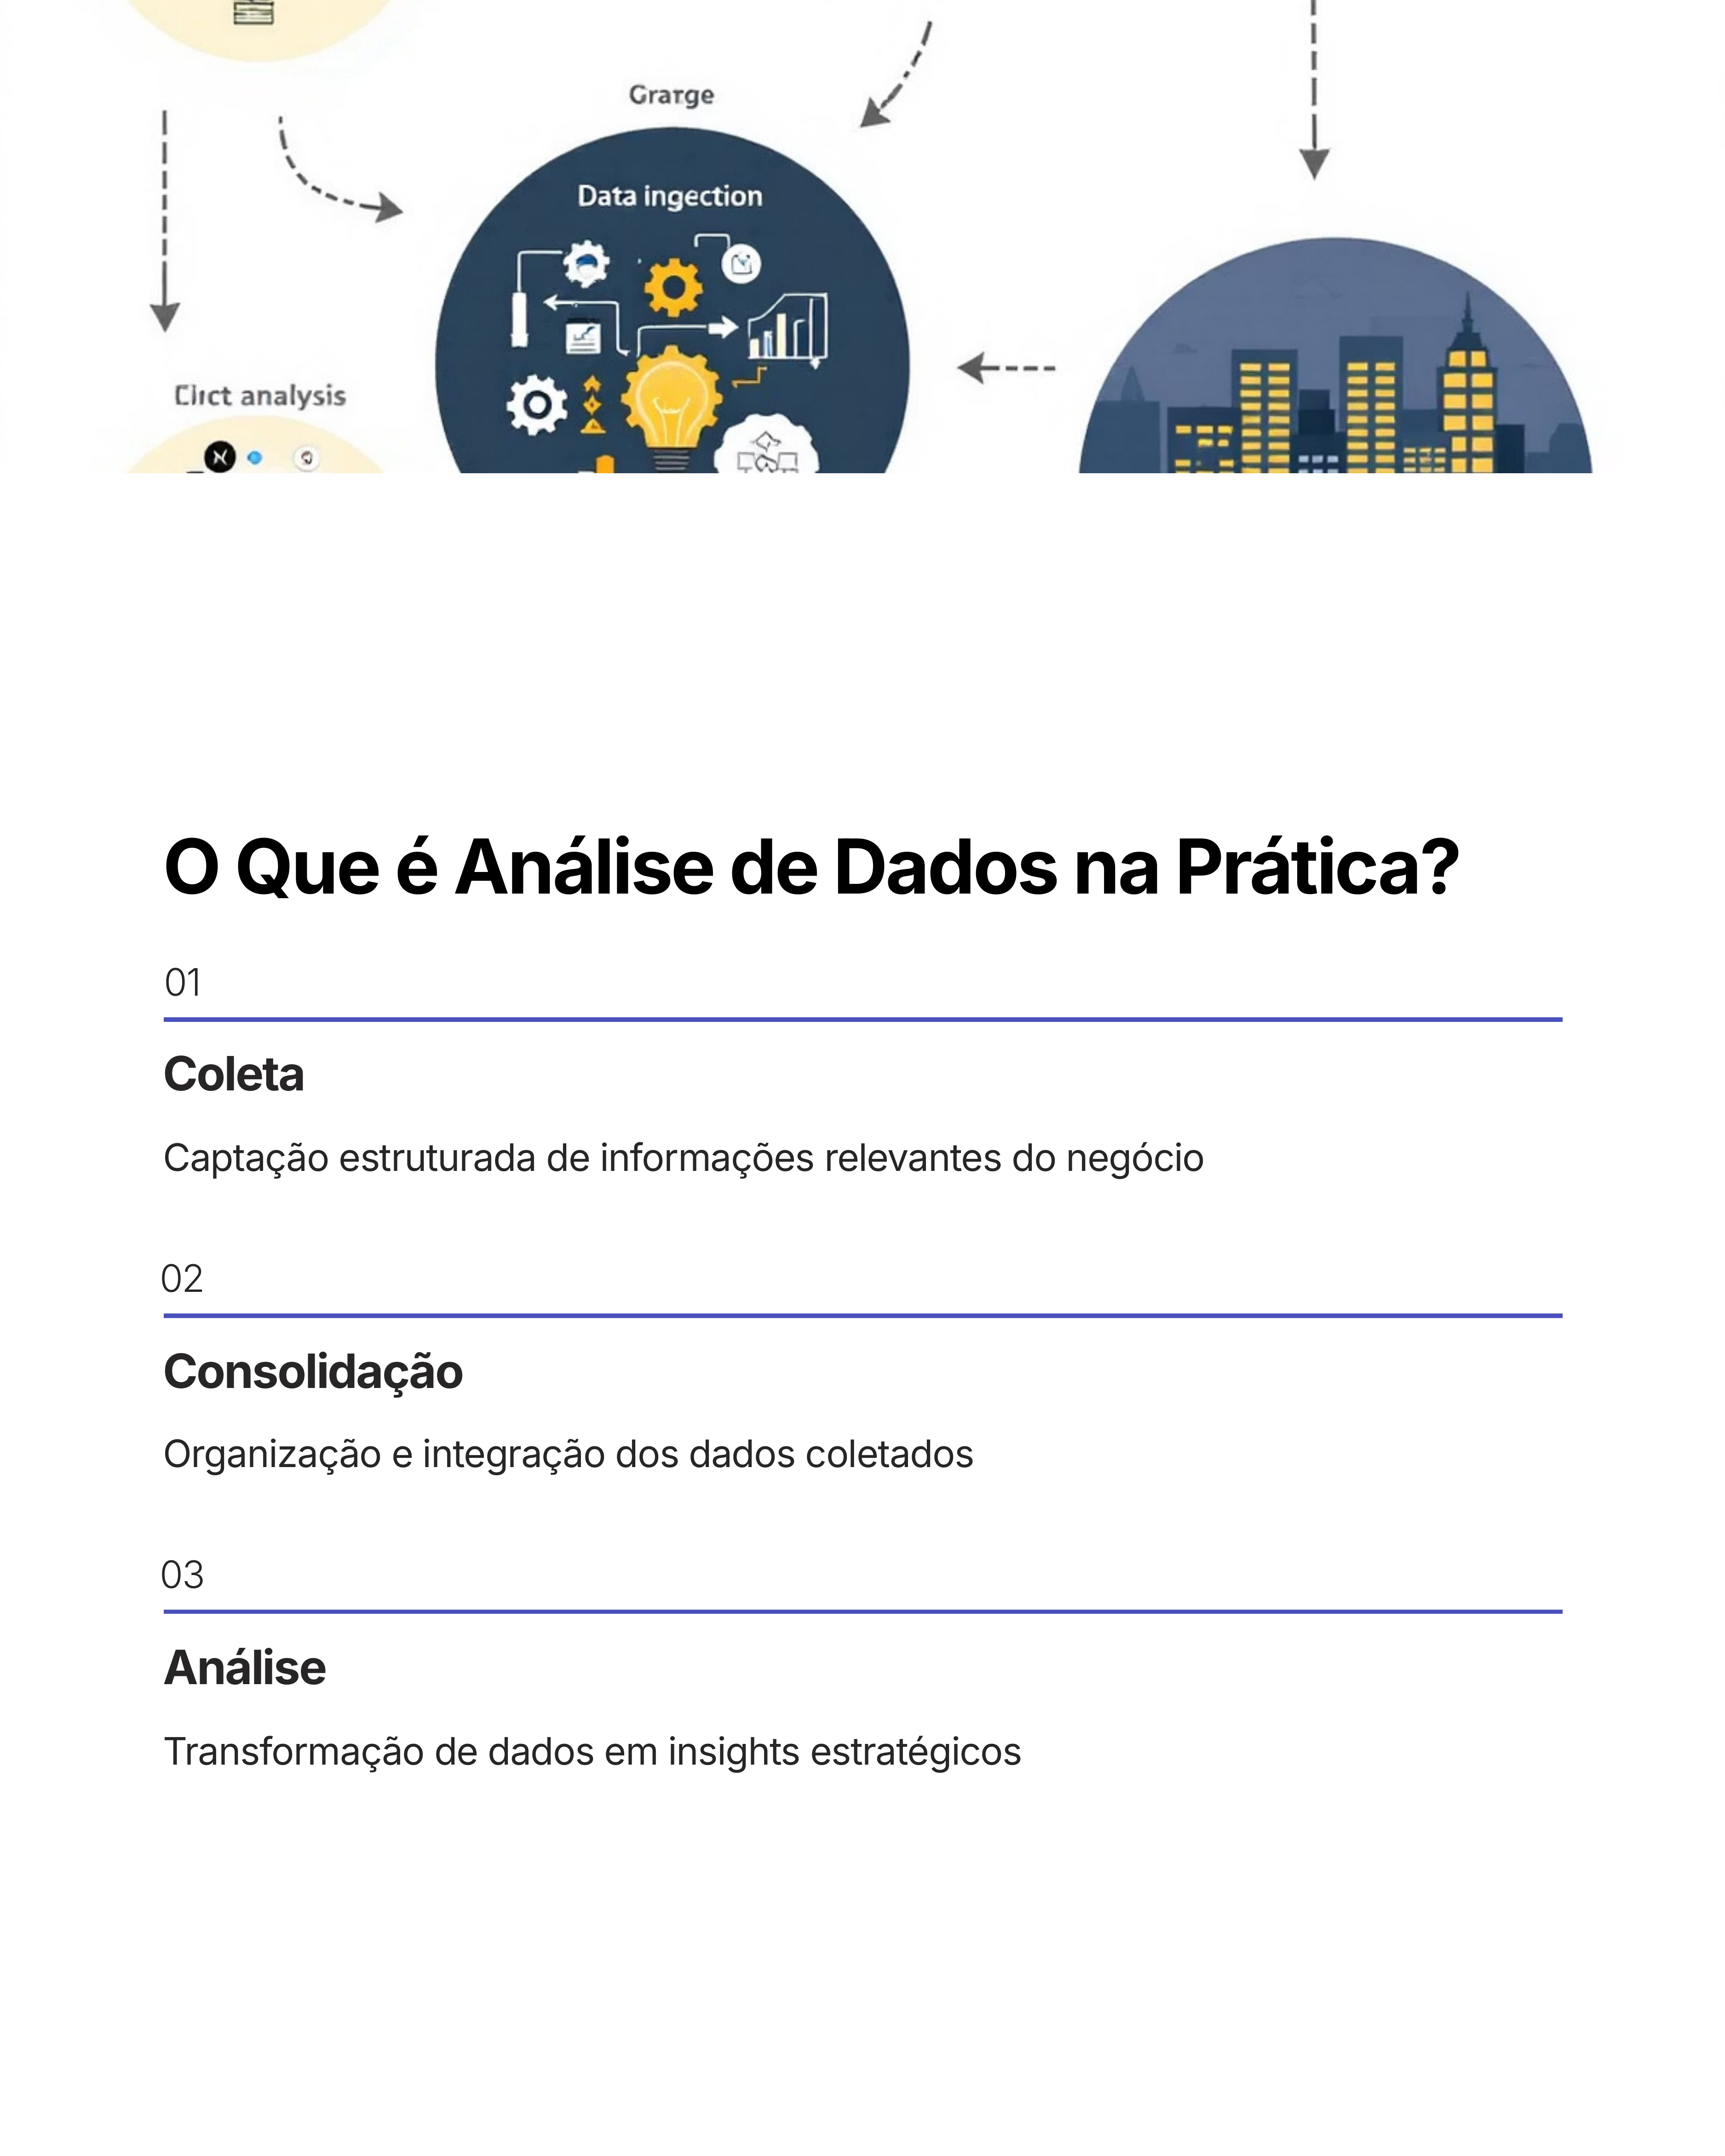 Grarge
Data ingection
Clıct analysis
O Que é Análise de Dados na Prática?
01
Coleta
Captação estruturada de informações relevantes do negócio
02
Consolidação
Organização e integração dos dados coletados
03
Análise
Transformação de dados em insights estratégicos